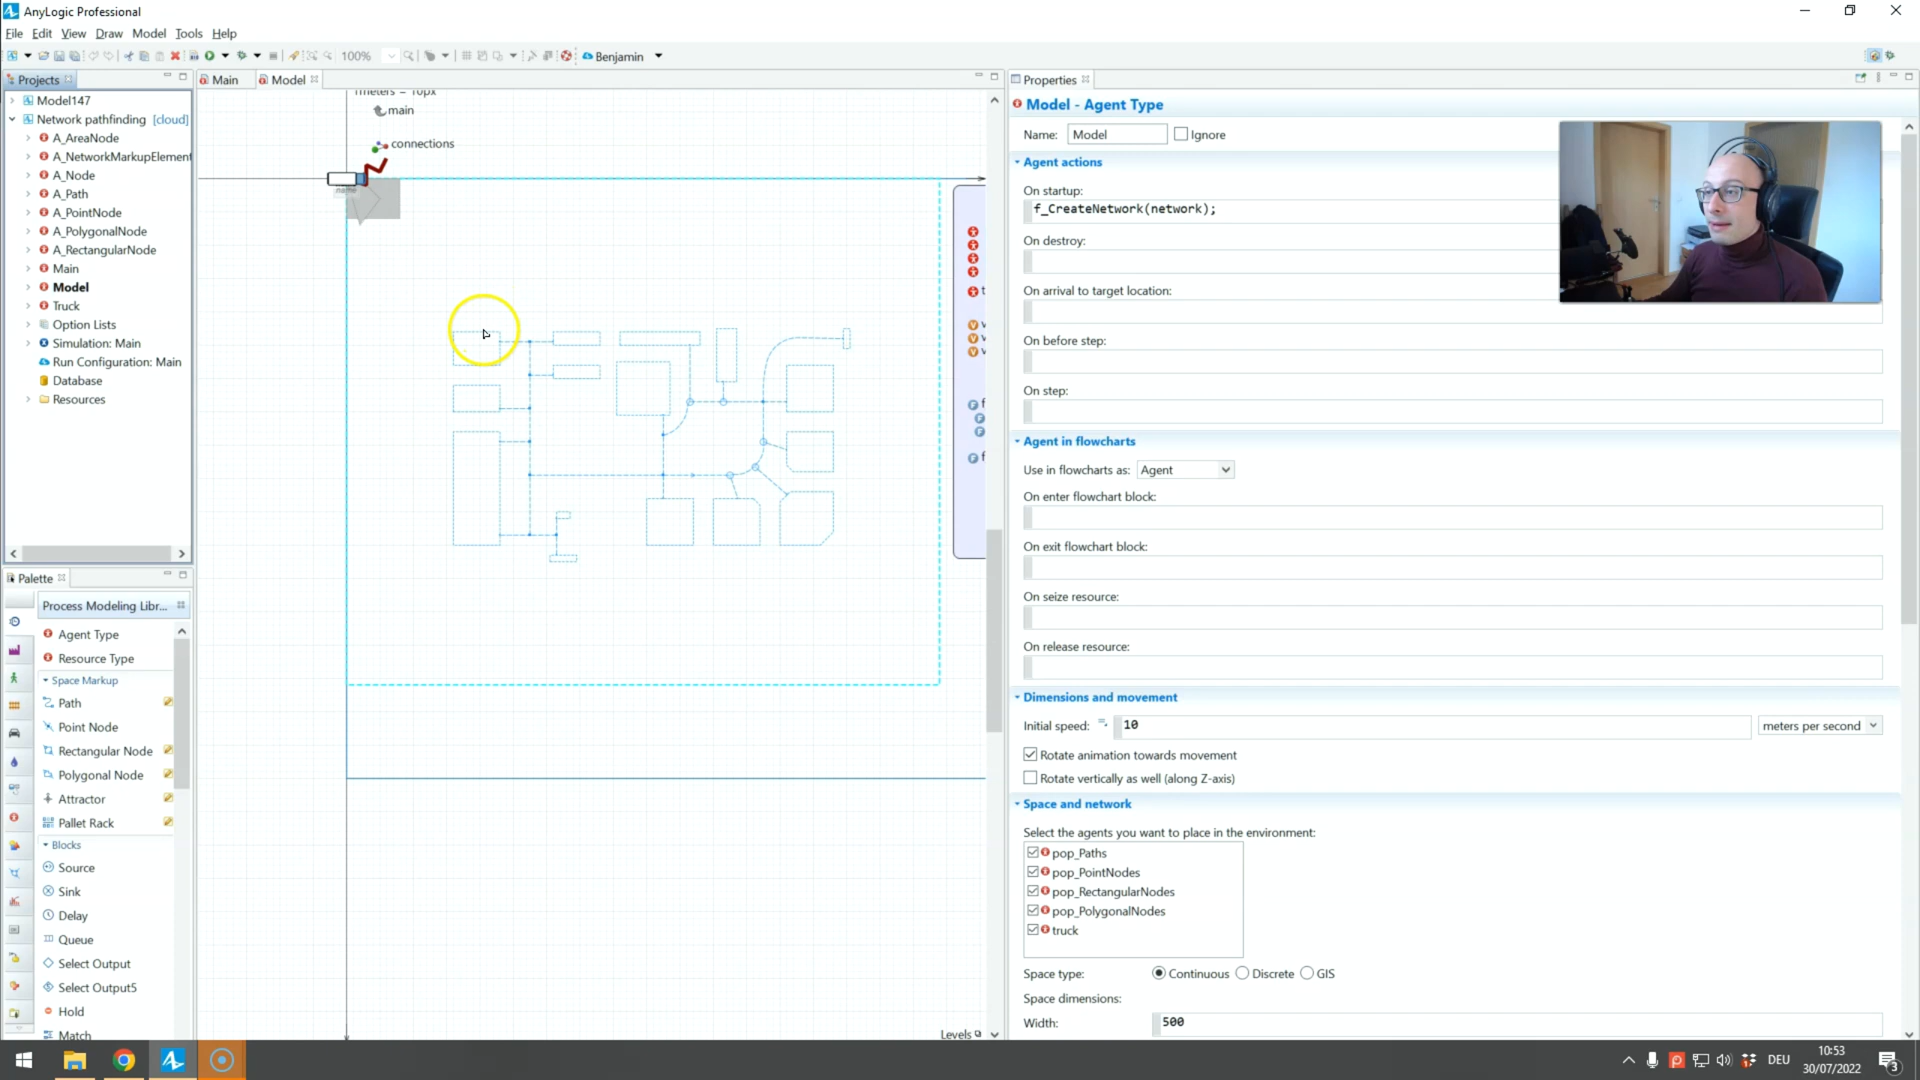 AnyLogic Professional
File Edit View Draw Model Tools Help
100%
Benjamin
Projects
Model147
Network pathfinding [cloud]
A_AreaNode
A_NetworkMarkupElement
A_Node
A_Path
A_PointNode
A_PolygonalNode
A_RectangularNode
Main
Model
Truck
Option Lists
Simulation: Main
Run Configuration: Main
Database
Resources
Palette
Process Modeling Libr...
Agent Type
Resource Type
Space Markup
Path
Point Node
Rectangular Node
Polygonal Node
Attractor
Pallet Rack
Blocks
Source
Sink
Delay
Queue
Select Output
Select Output5
Hold
Match
Main
Model
main
connections
name
Levels
Properties
Model - Agent Type
Name: Model Ignore
Agent actions
On startup:
f_CreateNetwork(network);
On destroy:
On arrival to target location:
On before step:
On step:
Agent in flowcharts
Use in flowcharts as: Agent
On enter flowchart block:
On exit flowchart block:
On seize resource:
On release resource:
Dimensions and movement
Initial speed: 10 meters per second
Rotate animation towards movement
Rotate vertically as well (along Z-axis)
Space and network
Select the agents you want to place in the environment:
pop_Paths
pop_PointNodes
pop_RectangularNodes
pop_PolygonalNodes
truck
Space type: Continuous Discrete GIS
Space dimensions:
Width: 500
DEU
10:53
30/07/2022
3